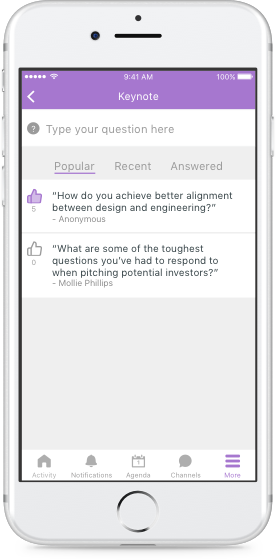 9:41 AM
100%
Keynote
? Type your question here
Popular Recent Answered
“How do you achieve better alignment
between design and engineering?”
- Anonymous
5
“What are some of the toughest
questions you’ve had to respond to
when pitching potential investors?”
- Mollie Phillips
0
1
Activity Notifications Agenda Channels More